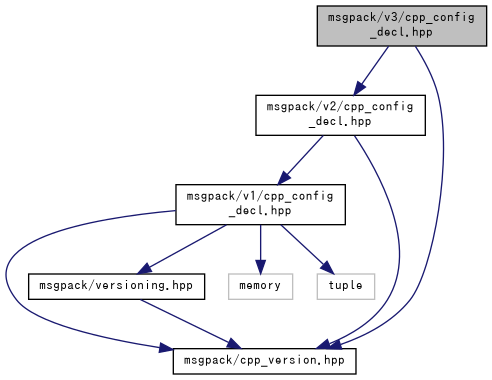 msgpack/v3/cpp_config
_decl.hpp
msgpack/v2/cpp_config
_decl.hpp
msgpack/v1/cpp_config
_decl.hpp
msgpack/versioning.hpp
memory
tuple
msgpack/cpp_version.hpp